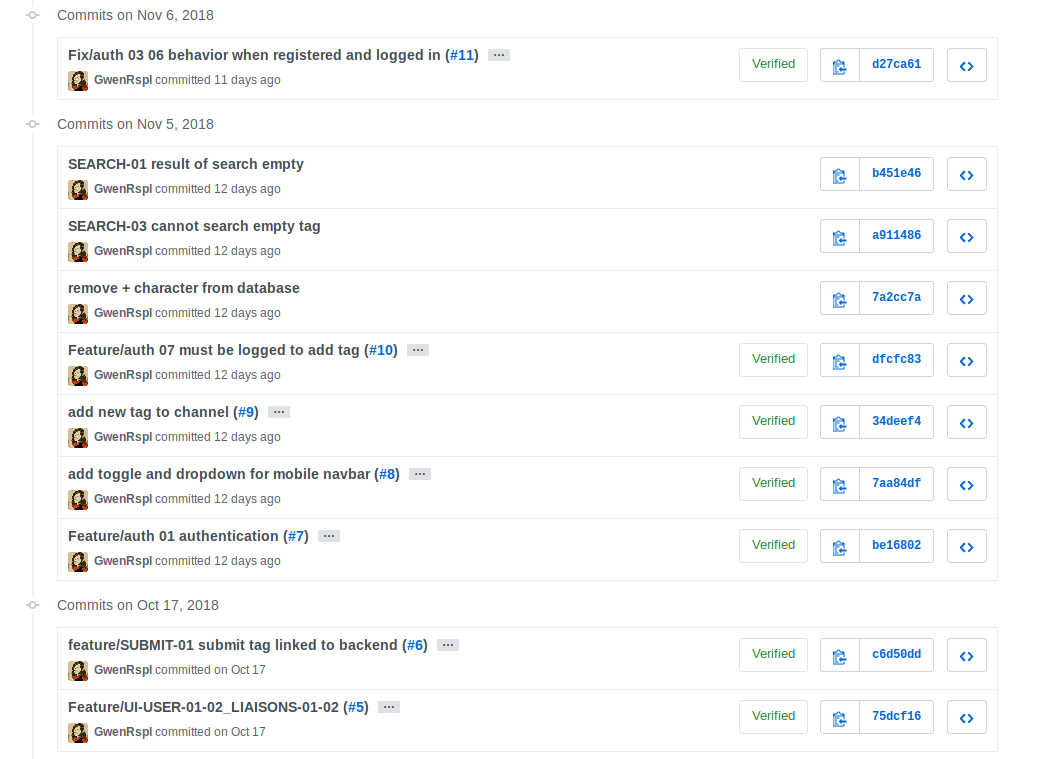 Commits on Nov 6, 2018
Fix/auth 03 06 behavior when registered and logged in (#11) …
Verified
d27ca61
GwenRspl committed 11 days ago
Commits on Nov 5, 2018
SEARCH-01 result of search empty
b451e46
GwenRspl committed 12 days ago
SEARCH-03 cannot search empty tag
a911486
GwenRspl committed 12 days ago
remove + character from database
7a2cc7a
GwenRspl committed 12 days ago
Feature/auth 07 must be logged to add tag (#10) …
Verified
dfcfc83
GwenRspl committed 12 days ago
add new tag to channel (#9) …
Verified
34deef4
GwenRspl committed 12 days ago
add toggle and dropdown for mobile navbar (#8) …
Verified
7aa84df
GwenRspl committed 12 days ago
Feature/auth 01 authentication (#7) …
Verified
be16802
GwenRspl committed 12 days ago
Commits on Oct 17, 2018
feature/SUBMIT-01 submit tag linked to backend (#6) …
Verified
c6d50dd
GwenRspl committed on Oct 17
Feature/UI-USER-01-02_LIAISONS-01-02 (#5) …
Verified
75dcf16
GwenRspl committed on Oct 17